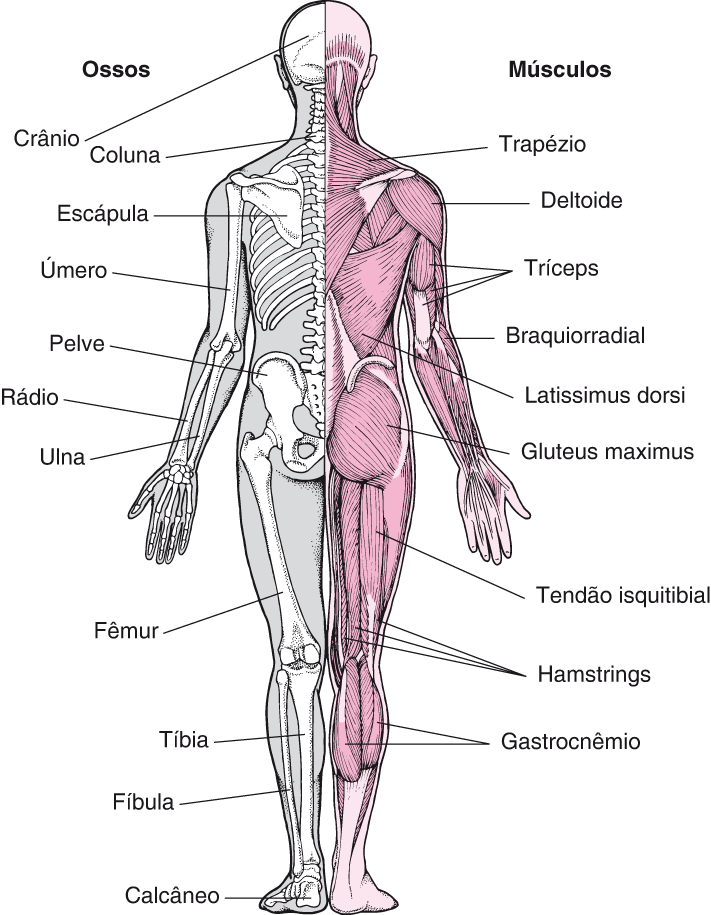 Ossos
Crânio
Coluna
Escápula
Úmero
Pelve
Rádio
Ulna
Fêmur
Tíbia
Fíbula
Calcâneo
Músculos
Trapézio
Deltoide
Tríceps
Braquiorradial
Latissimus dorsi
Gluteus maximus
Tendão isquitibial
Hamstrings
Gastrocnêmio